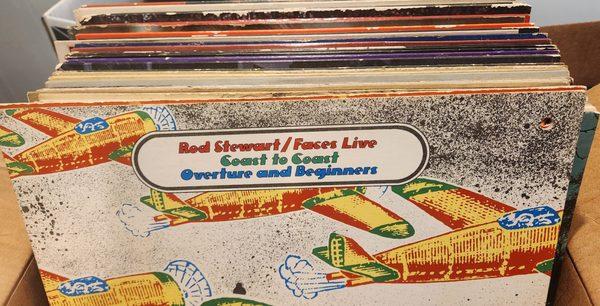 Rod Stewart/Faces Live
Coast to Coast
Overture and Beginners